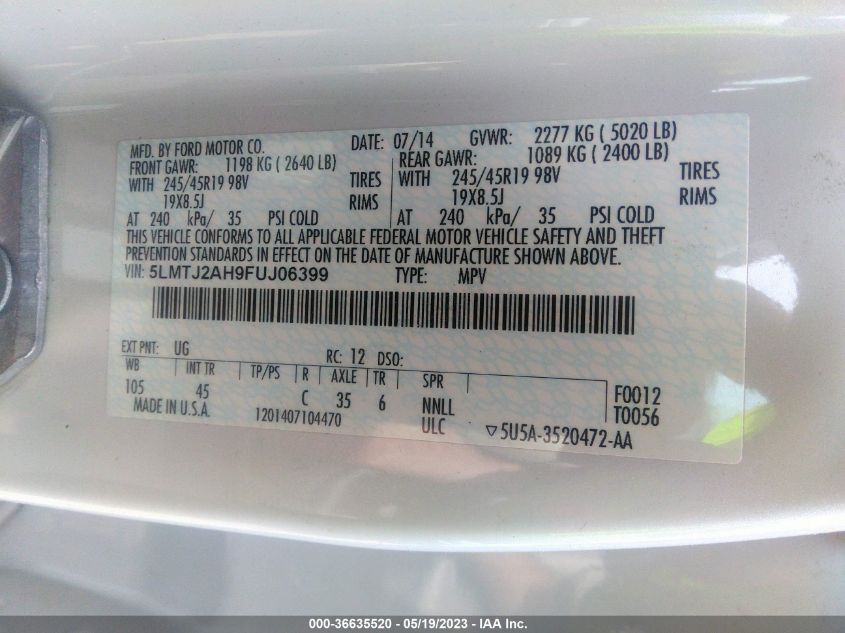 MFD. BY FORD MOTOR CO. DATE: 07/14 GVWR: 2277 KG ( 5020 LB)
FRONT GAWR: 1198 KG ( 2640 LB) REAR GAWR: 1089 KG ( 2400 LB)
WITH 245/45R19 98V TIRES WITH 245/45R19 98V TIRES
19X8.5J RIMS 19X8.5J RIMS
AT 240 kPa/ 35 PSI COLD AT 240 kPa/ 35 PSI COLD
THIS VEHICLE CONFORMS TO ALL APPLICABLE FEDERAL MOTOR VEHICLE SAFETY AND THEFT
PREVENTION STANDARDS IN EFFECT ON THE DATE OF MANUFACTURE SHOWN ABOVE.
VIN: 5LMTJ2AH9FUJ06399 TYPE: MPV
EXT PNT: UG RC: 12 DSO:
WB INT TR TP/PS R AXLE TR SPR F0012
105 45 C 35 6 NNLL T0056
MADE IN U.S.A. 1201407104470 ULC ▽5U5A-3520472-AA
000-36635520 - 05/19/2023 - IAA Inc.